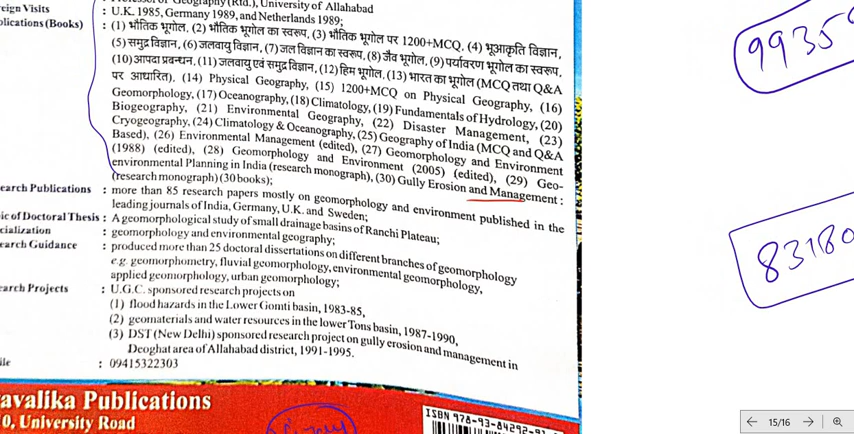 Professor of Geography (Rtd.), University of Allahabad
eign Visits : U.K. 1985, Germany 1989, and Netherlands 1989;
blications (Books) : (1) भौतिक भूगोल, (2) भौतिक भूगोल का स्वरूप, (3) भौतिक भूगोल पर 1200+MCQ, (4) भूआकृति विज्ञान,
(5) समुद्र विज्ञान, (6) जलवायु विज्ञान, (7) जल विज्ञान का स्वरूप, (8) जैव भूगोल, (9) पर्यावरण भूगोल का स्वरूप,
(10) आपदा प्रबन्धन, (11) जलवायु एवं समुद्र विज्ञान, (12) हिम भूगोल, (13) भारत का भूगोल (MCQ तथा Q&A
पर आधारित), (14) Physical Geography, (15) 1200+MCQ on Physical Geography, (16)
Geomorphology, (17) Oceanography, (18) Climatology, (19) Fundamentals of Hydrology, (20)
Biogeography, (21) Environmental Geography, (22) Disaster Management, (23)
Cryogeography, (24) Climatology & Oceanography, (25) Geography of India (MCQ and Q&A
Based), (26) Environmental Management (edited), (27) Geomorphology and Environment
(1988) (edited), (28) Geomorphology and Environment (2005) (edited), (29) Geo-
environmental Planning in India (research monograph), (30) Gully Erosion and Management :
(research monograph) (30 books);
earch Publications : more than 85 research papers mostly on geomorphology and environment published in the
leading journals of India, Germany, U.K. and Sweden;
ic of Doctoral Thesis : A geomorphological study of small drainage basins of Ranchi Plateau;
cialization : geomorphology and environmental geography;
earch Guidance : produced more than 25 doctoral dissertations on different branches of geomorphology
e.g. geomorphometry, fluvial geomorphology, environmental geomorphology,
applied geomorphology, urban geomorphology;
earch Projects : U.G.C. sponsored research projects on
(1) flood hazards in the Lower Gomti basin, 1983-85,
(2) geomaterials and water resources in the lower Tons basin, 1987-1990,
(3) DST (New Delhi) sponsored research project on gully erosion and management in
Deoghat area of Allahabad district, 1991-1995.
ile : 09415322303
avalika Publications
0, University Road
ISBN 978-93-84292-91
9935
83180
15/16